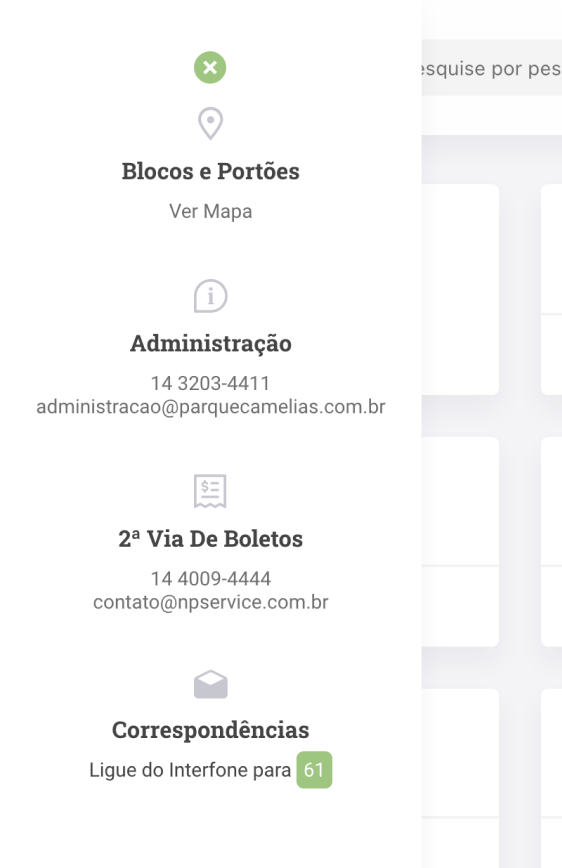 esquise por pes
Blocos e Portões
Ver Mapa
Administração
14 3203-4411
administracao@parquecamelias.com.br
2ª Via De Boletos
14 4009-4444
contato@npservice.com.br
Correspondências
Ligue do Interfone para 61